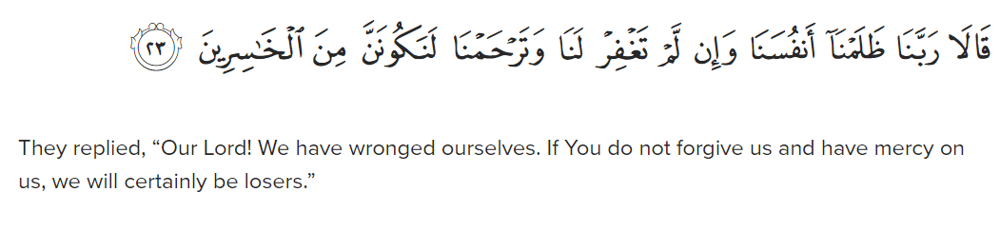 قَالَا رَبَّنَا ظَلَمْنَآ أَنفُسَنَا وَإِن لَّمْ تَغْفِرْ لَنَا وَتَرْحَمْنَا لَنَكُونَنَّ مِنَ ٱلْخَـٰسِرِينَ ٢٣
They replied, “Our Lord! We have wronged ourselves. If You do not forgive us and have mercy on
us, we will certainly be losers.”